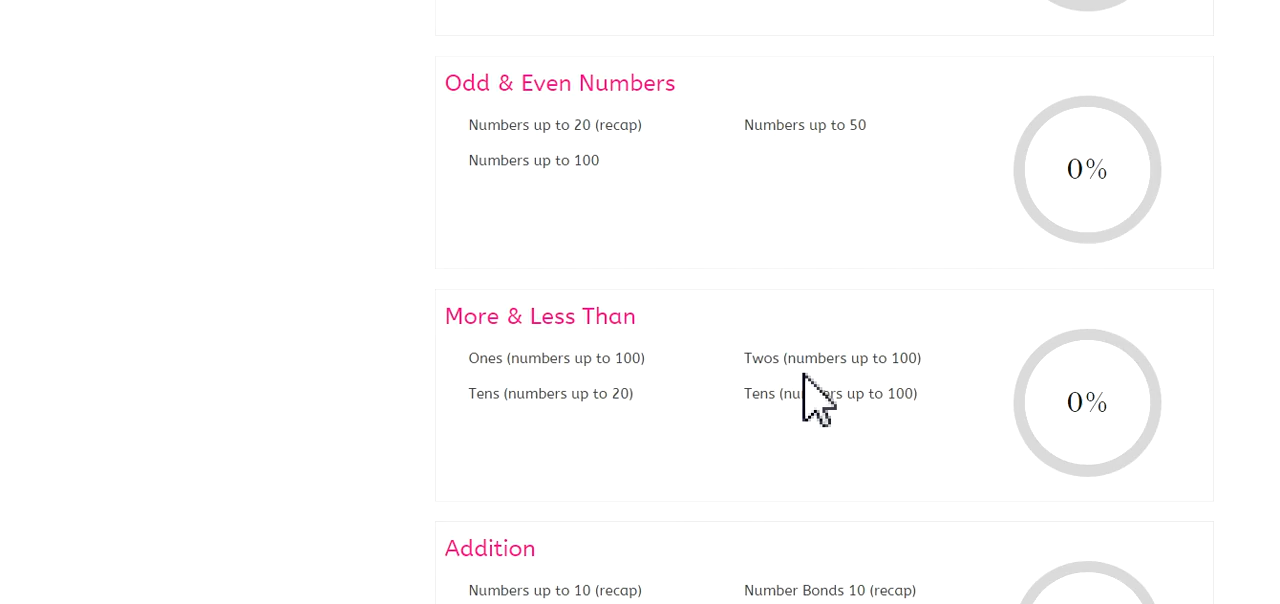 Odd & Even Numbers
Numbers up to 20 (recap)
Numbers up to 50
Numbers up to 100
0%
More & Less Than
Ones (numbers up to 100)
Twos (numbers up to 100)
Tens (numbers up to 20)
Tens (numbers up to 100)
0%
Addition
Numbers up to 10 (recap)
Number Bonds 10 (recap)